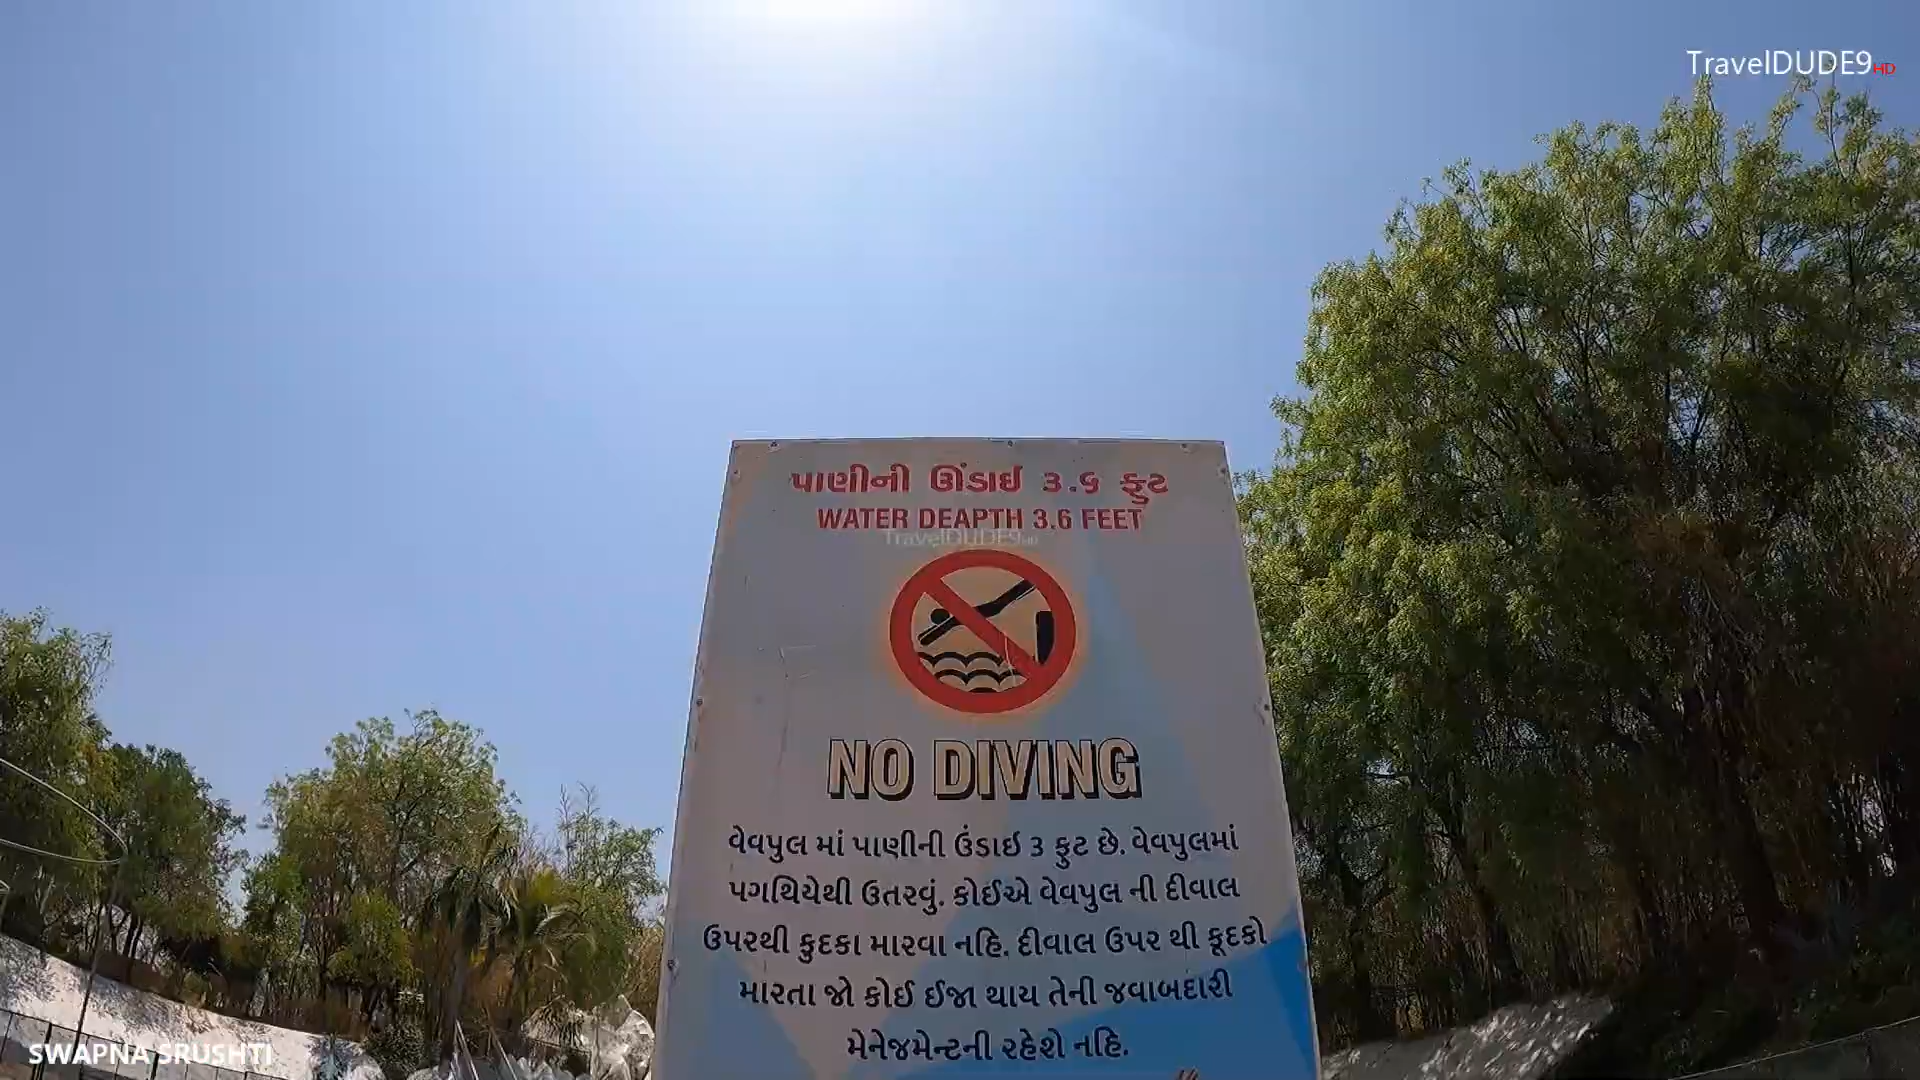 TravelDUDE9HD
પાણીની ઊંડાઈ ૩.૬ ફુટ
WATER DEAPTH 3.6 FEET
TravelDUDE9HD
NO DIVING
વેવપુલ માં પાણીની ઉંડાઇ ૩ ફુટ છે. વેવપુલમાં
પગથિયેથી ઉતરવું. કોઈએ વેવપુલ ની દીવાલ
ઉપરથી કુદકા મારવા નહિ. દીવાલ ઉપર થી કૂદકો
મારતા જો કોઈ ઈજા થાય તેની જવાબદારી
મેનેજમેન્ટની રહેશે નહિ.
SWAPNA SRUSHTI